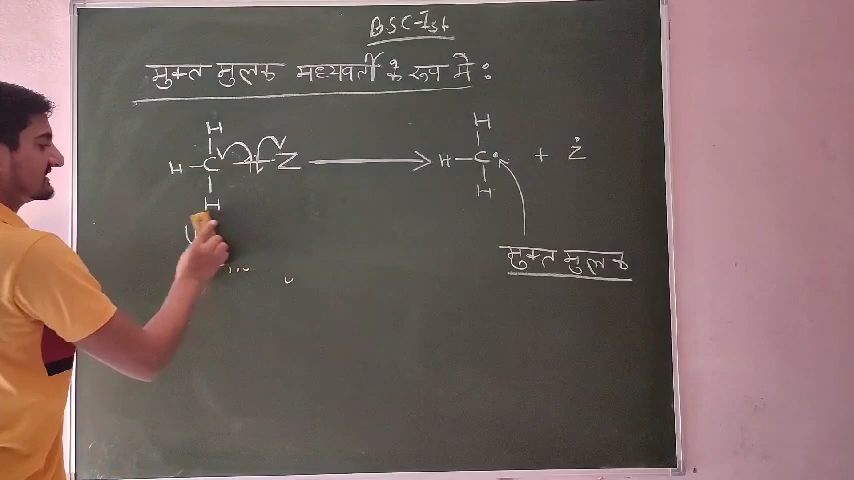 BSC-Ist
मुक्त मुलक मध्यवर्ती के रूप में :
H H
H - C - Z ⟶ H - C· + Ż
H H
मुक्त मुलक